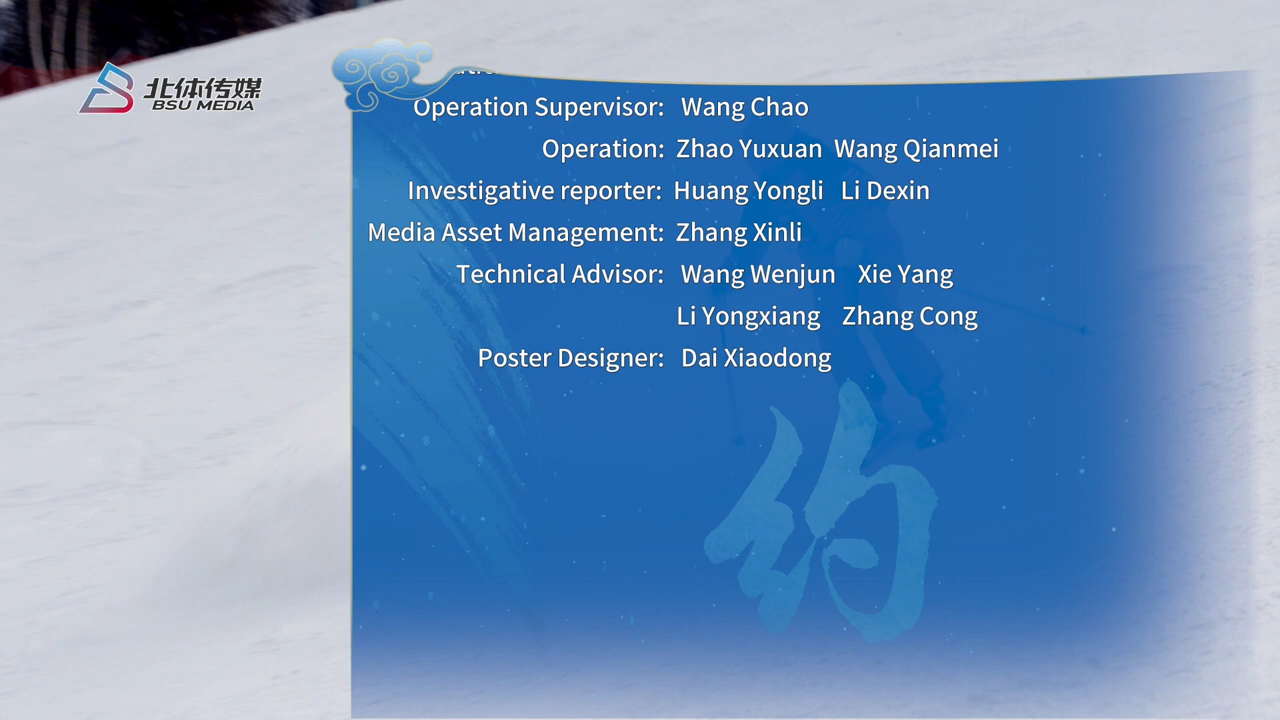 北体传媒
BSU MEDIA
Operation Supervisor: Wang Chao
Operation: Zhao Yuxuan Wang Qianmei
Investigative reporter: Huang Yongli Li Dexin
Media Asset Management: Zhang Xinli
Technical Advisor: Wang Wenjun Xie Yang
Li Yongxiang Zhang Cong
Poster Designer: Dai Xiaodong
约